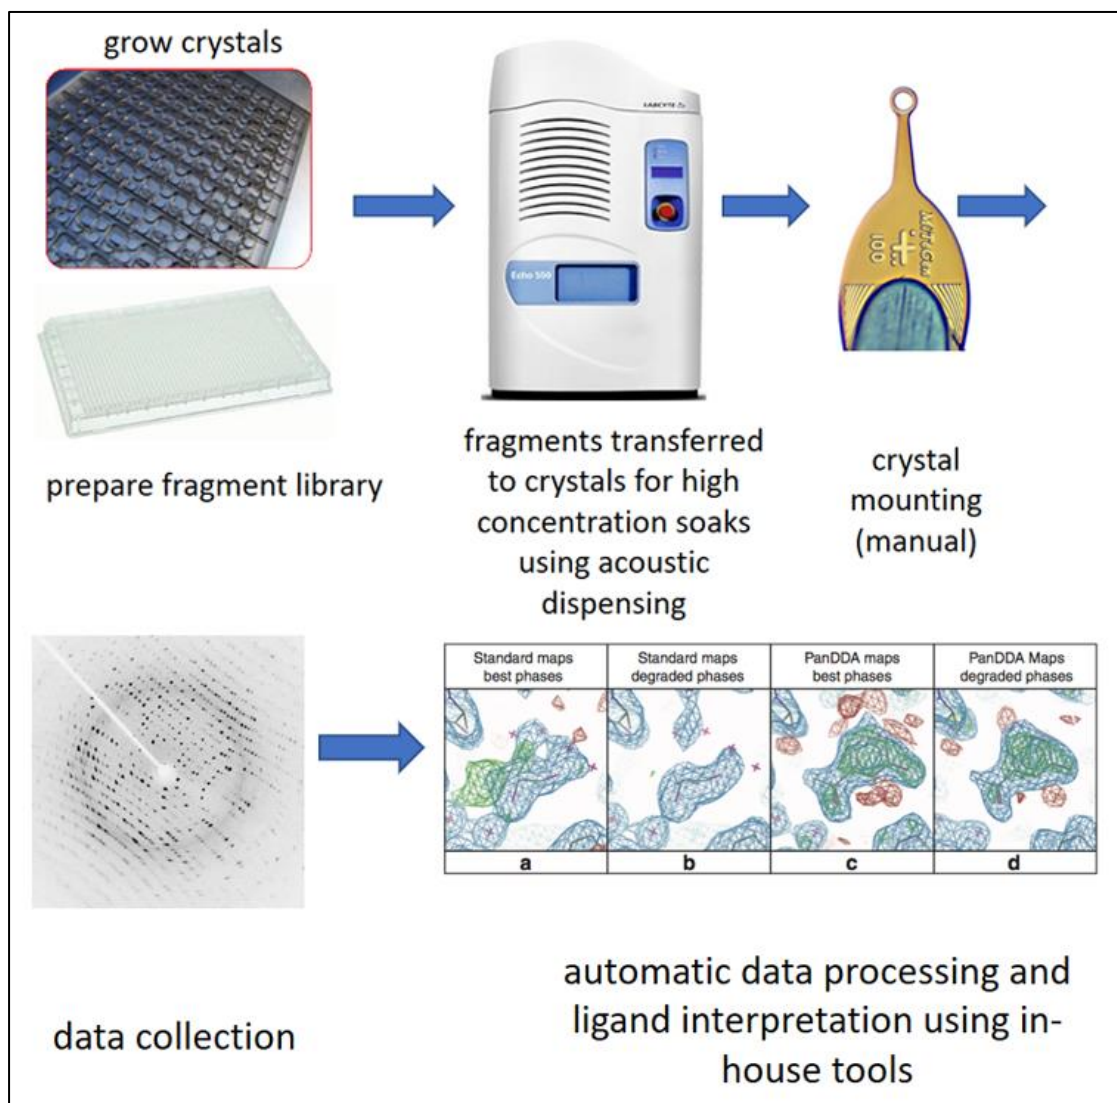 grow crystals
prepare fragment library
LABCYTE
Echo 500
fragments transferred
to crystals for high
concentration soaks
using acoustic
dispensing
100
crystal
mounting
(manual)
data collection
Standard maps
best phases
Standard maps
degraded phases
PanDDA maps
best phases
PanDDA Maps
degraded phases
a
b
c
d
automatic data processing and
ligand interpretation using in-
house tools